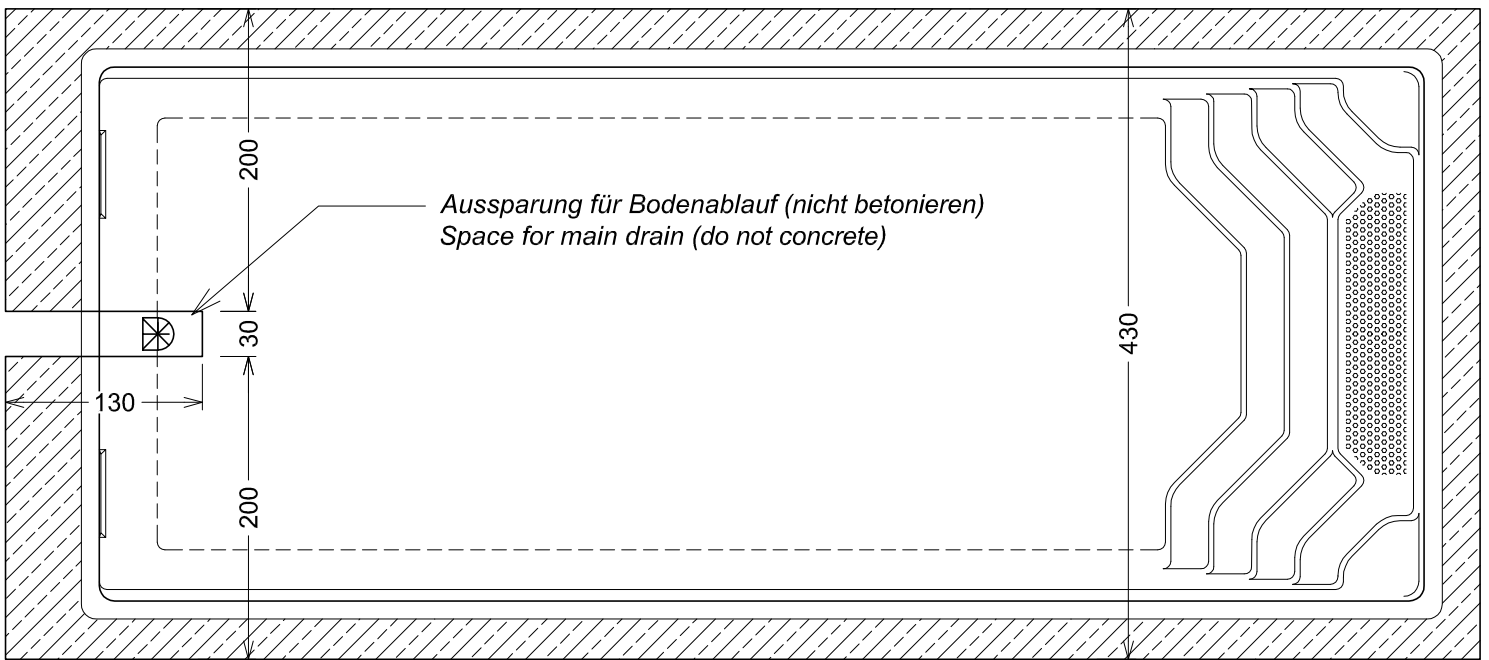 200
Aussparung für Bodenablauf (nicht betonieren)
Space for main drain (do not concrete)
30
430
130
200